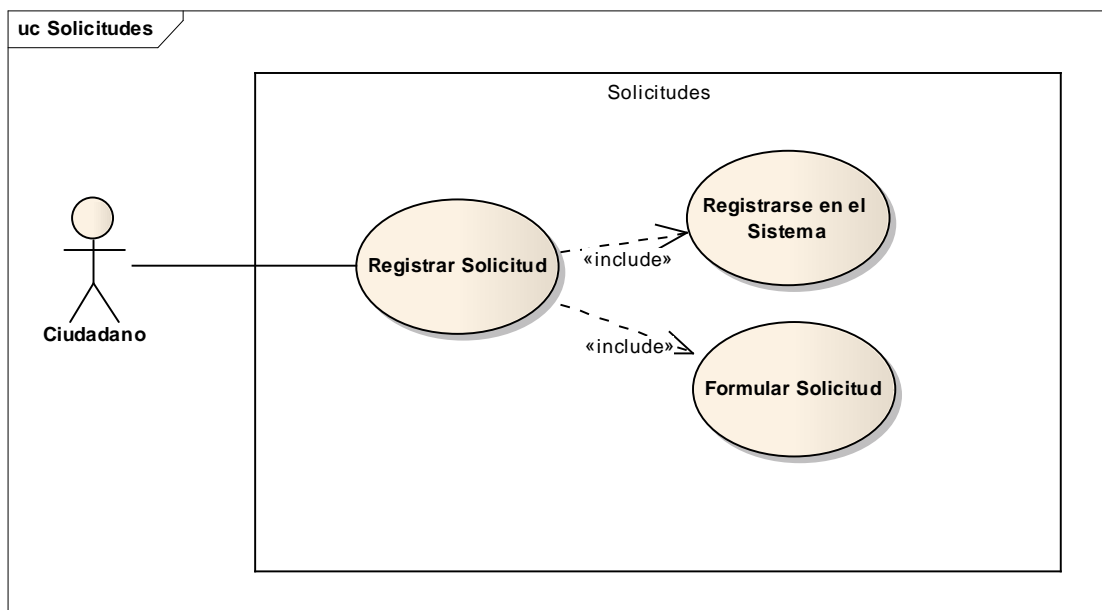 uc Solicitudes
Solicitudes
Ciudadano
Registrar Solicitud
«include»
Registrarse en el
Sistema
«include»
Formular Solicitud